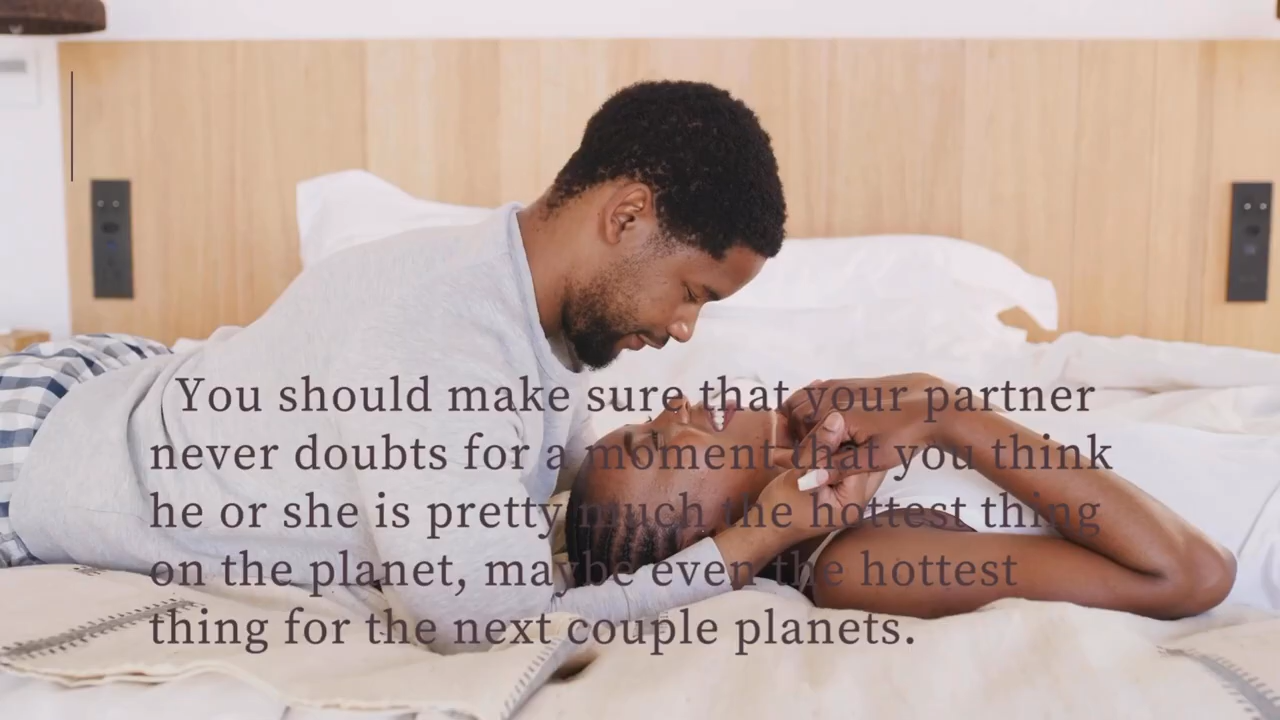 You should make sure that your partner
never doubts for a moment that you think
he or she is pretty much the hottest thing
on the planet, maybe even the hottest
thing for the next couple planets.